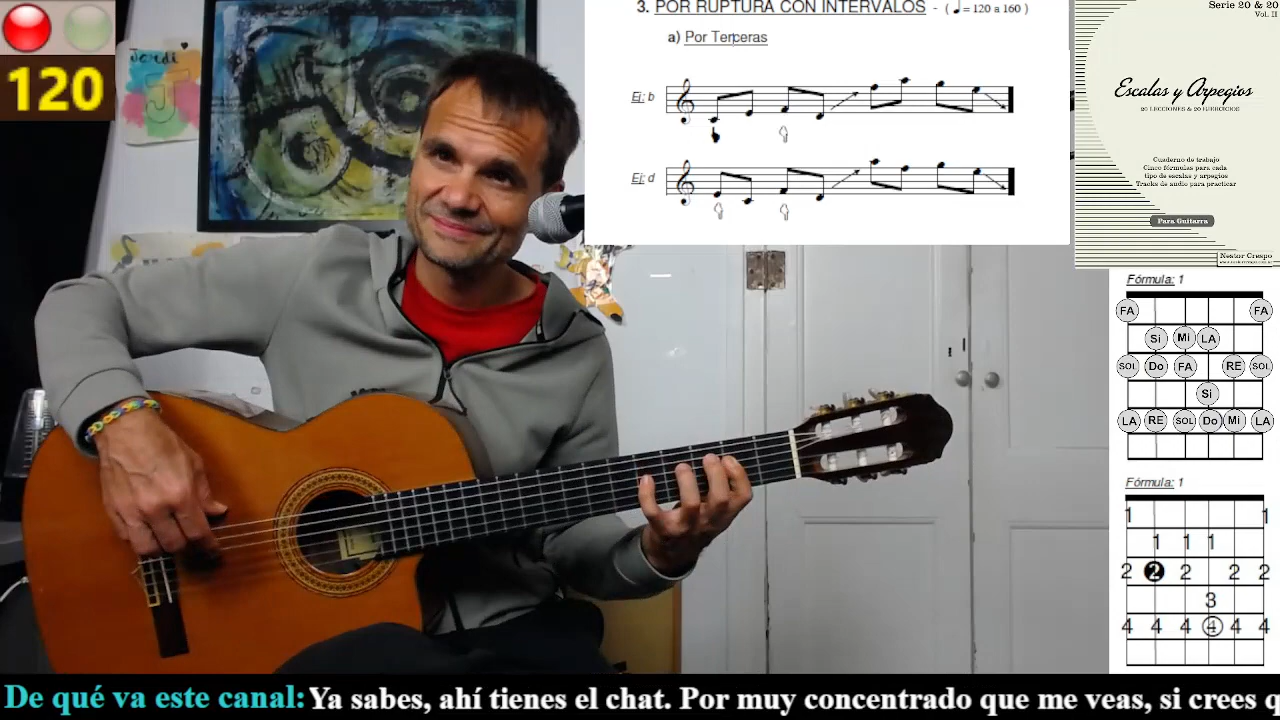 120
Jordi
J
3. POR RUPTURA CON INTERVALOS - ( ♩ = 120 a 160 )
a) Por Terceras
Ej: b
Ej: d
Serie 20 & 20
Vol. II
Escalas y Arpegios
20 LECCIONES & 20 EJERCICIOS
Cuaderno de trabajo
Cinco fórmulas para cada
tipo de escalas y arpegios
Tracks de audio para practicar
Para Guitarra
Nestor Crespo
Fórmula: 1
FA FA
Si Mi LA
SOL Do FA RE SOL
Si
LA RE SOL Do Mi LA
Fórmula: 1
1 1
1 1 1
2 2 2 2 2
3
4 4 4 4 4 4
De qué va este canal: Ya sabes, ahí tienes el chat. Por muy concentrado que me veas, si crees q